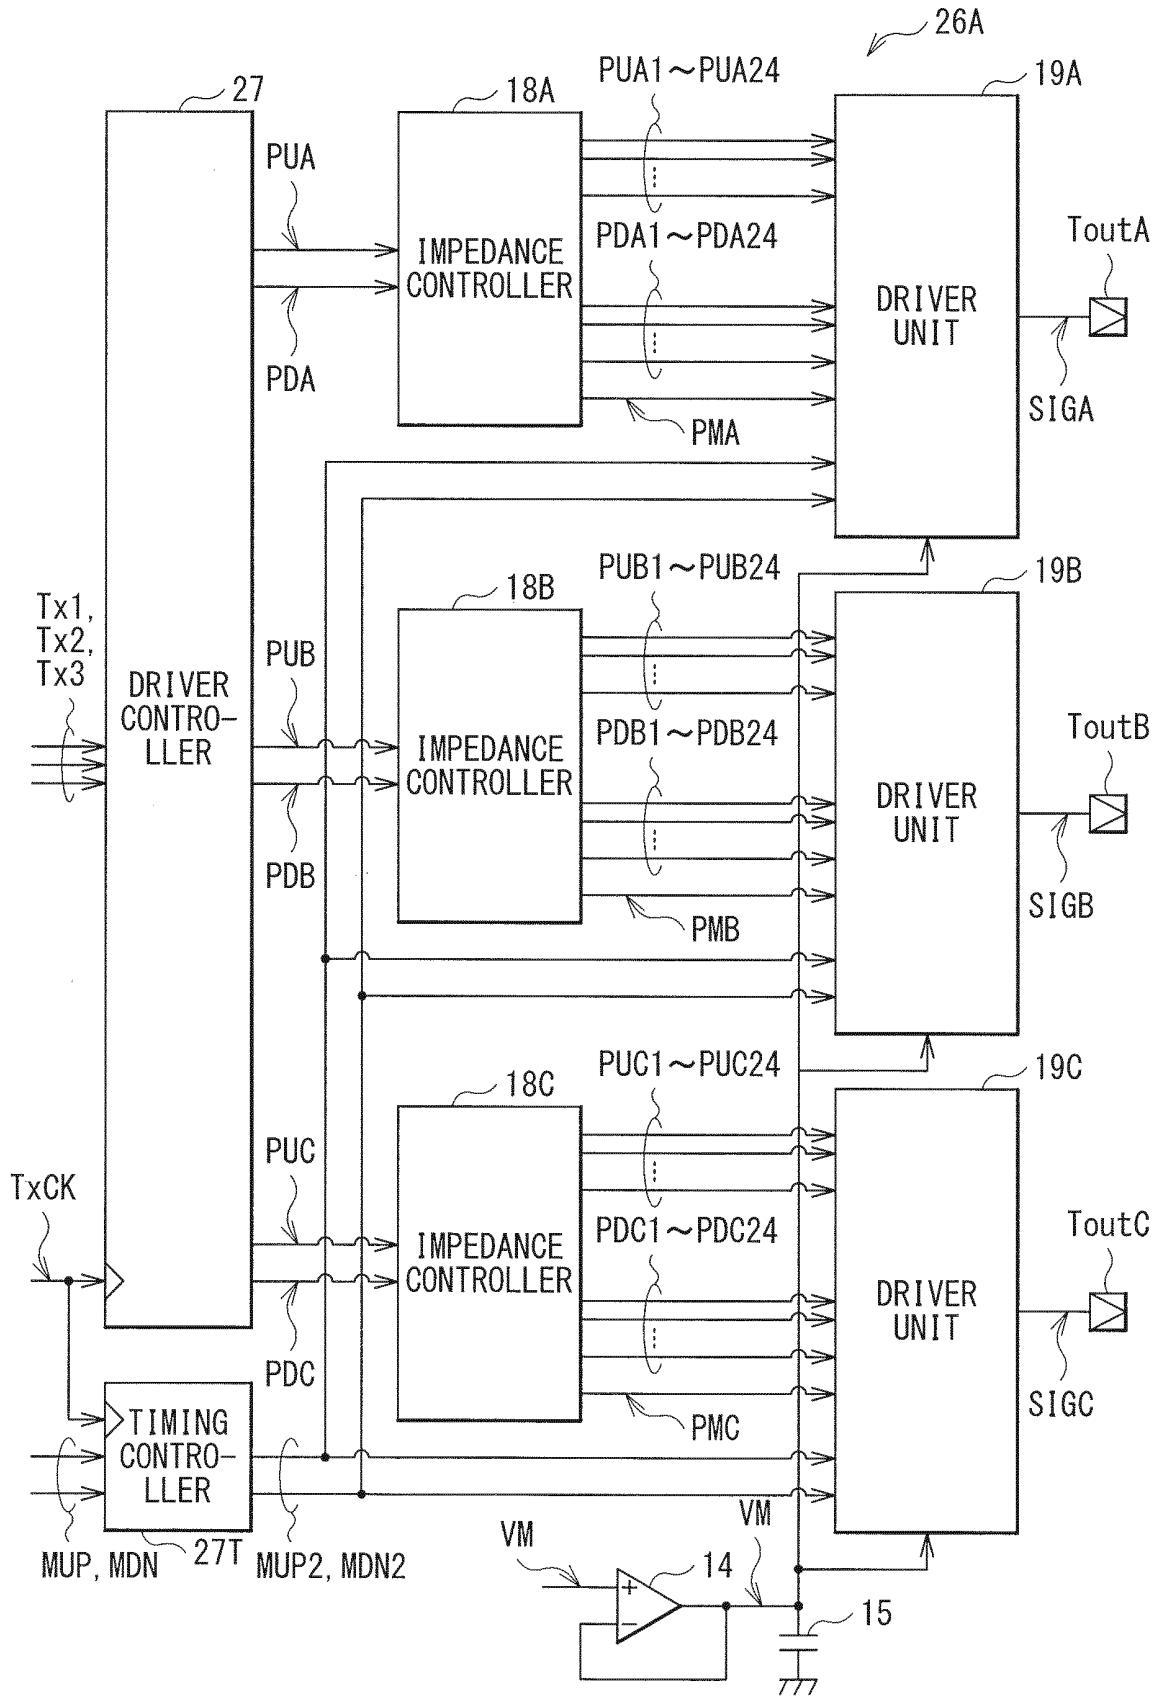 26A
27
18A
PUA1～PUA24
19A
PUA
IMPEDANCE
CONTROLLER
PDA1～PDA24
DRIVER
UNIT
ToutA
PDA
PMA
SIGA
Tx1,
Tx2,
Tx3
DRIVER
CONTRO-
LLER
18B
PUB1～PUB24
19B
PUB
IMPEDANCE
CONTROLLER
PDB1～PDB24
DRIVER
UNIT
ToutB
PDB
PMB
SIGB
18C
PUC1～PUC24
19C
TxCK
PUC
IMPEDANCE
CONTROLLER
PDC1～PDC24
DRIVER
UNIT
ToutC
PDC
PMC
SIGC
TIMING
CONTRO-
LLER
MUP, MDN
27T
MUP2, MDN2
VM
+
−
14
VM
15